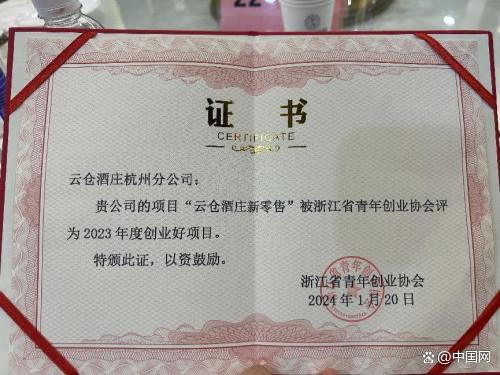 22
证书
CERTIFICATE
云仓酒庄杭州分公司：
贵公司的项目“云仓酒庄新零售”被浙江省青年创业协会评
为2023年度创业好项目。
特颁此证，以资鼓励。
浙江省青年创业协会
2024年1月20日
@中国网